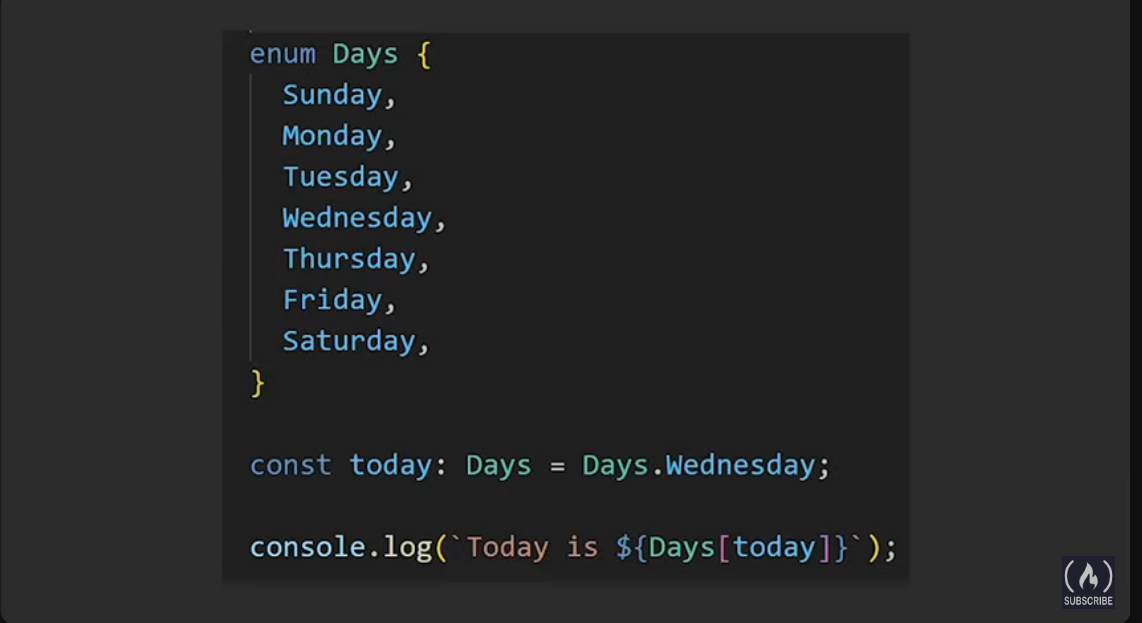 enum Days {
  Sunday,
  Monday,
  Tuesday,
  Wednesday,
  Thursday,
  Friday,
  Saturday,
}
const today: Days = Days.Wednesday;
console.log(`Today is ${Days[today]}`);
SUBSCRIBE